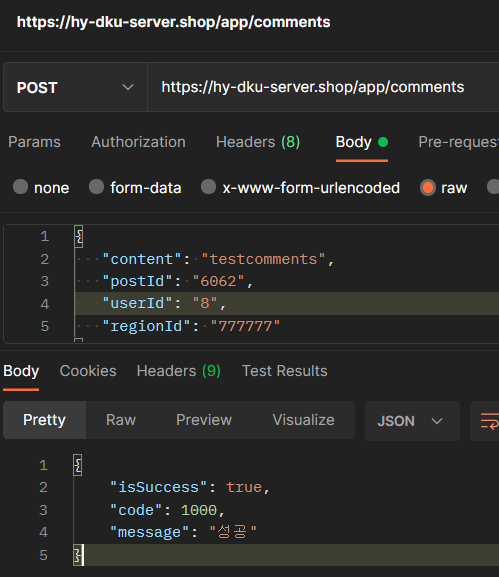 https://hy-dku-server.shop/app/comments
POST https://hy-dku-server.shop/app/comments
Params Authorization Headers (8) Body Pre-reques
none form-data x-www-form-urlencoded raw
1 {
2 "content": "testcomments",
3 "postId": "6062",
4 "userId": "8",
5 "regionId": "777777"
Body Cookies Headers (9) Test Results
Pretty Raw Preview Visualize JSON
1 {
2 "isSuccess": true,
3 "code": 1000,
4 "message": "성공"
5 }